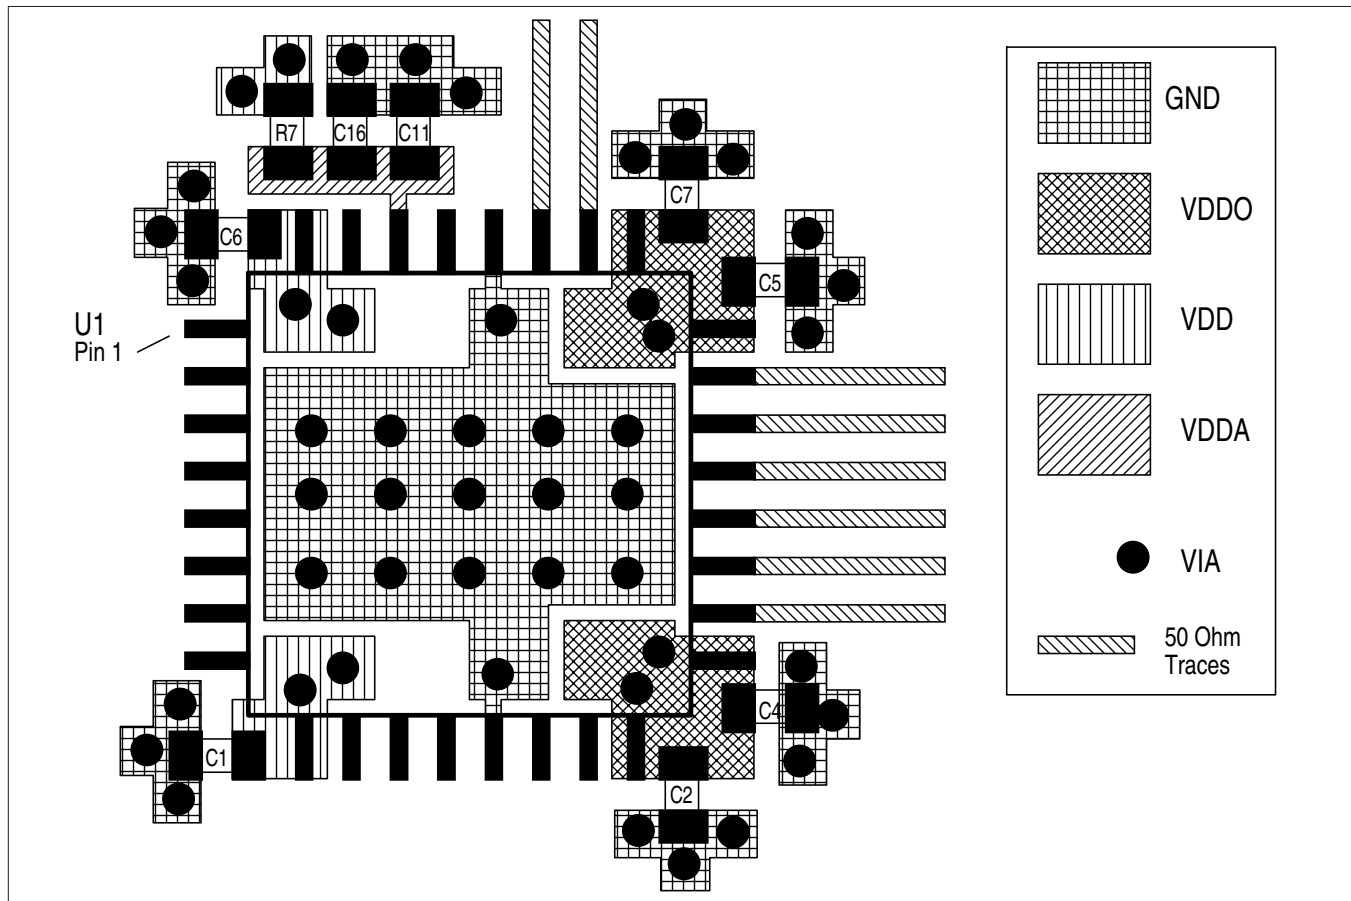 R7
C16
C11
C7
C6
C5
U1
Pin 1
C4
C1
C2
GND
VDDO
VDD
VDDA
VIA
50 Ohm
Traces